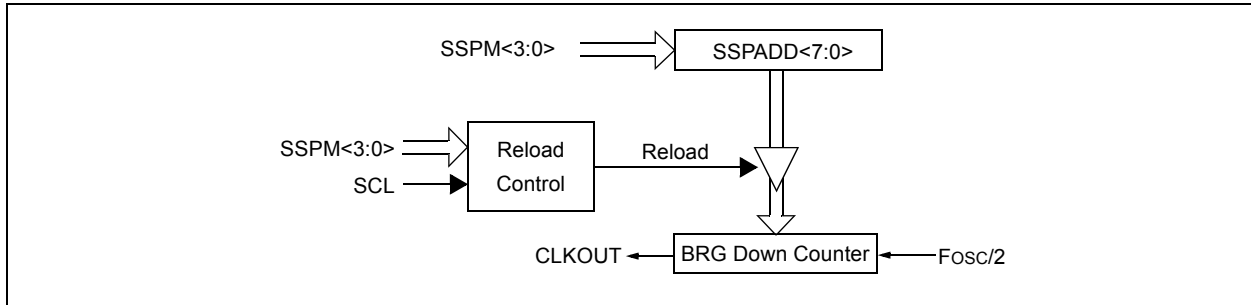 SSPM<3:0>
SSPADD<7:0>
SSPM<3:0>
SCL
Reload
Control
Reload
CLKOUT
BRG Down Counter
FOSC/2